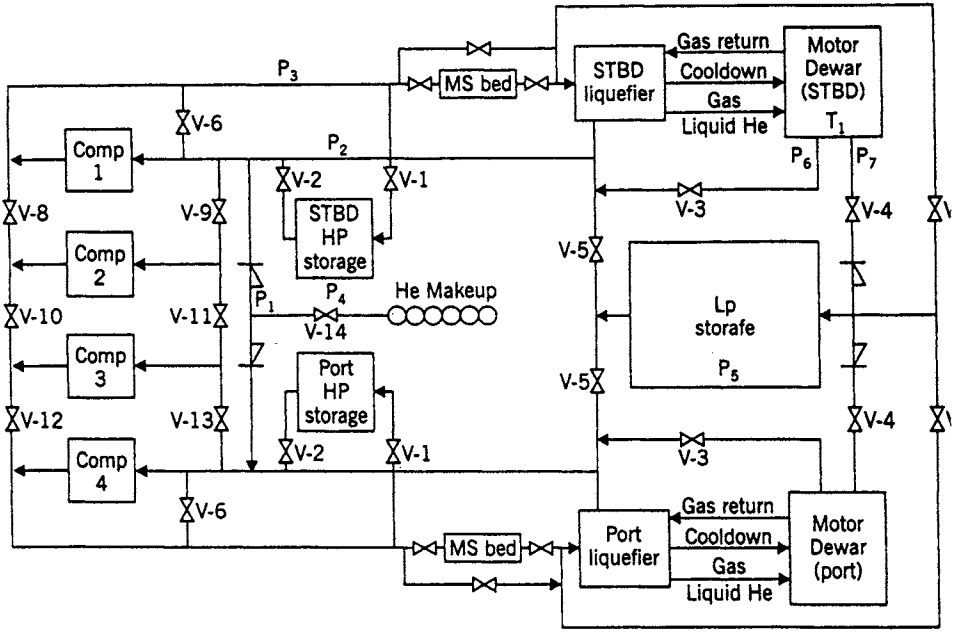 Gas return
Motor
Dewar
(STBD)
T1
P3
MS bed
STBD
liquefier
Cooldown
Gas
Liquid He
V-6
P2
P6
P7
Comp
1
V-2
V-1
V-3
V-4
V-8
V-9
STBD
HP
storage
V-5
Comp
2
P1
P4
He Makeup
Lp
storafe
P5
V-10
V-11
V-14
Comp
3
Port
HP
storage
V-5
V-12
V-13
V-2
V-1
V-3
V-4
Comp
4
V-6
Gas return
MS bed
Port
liquefier
Cooldown
Gas
Liquid He
Motor
Dewar
(port)